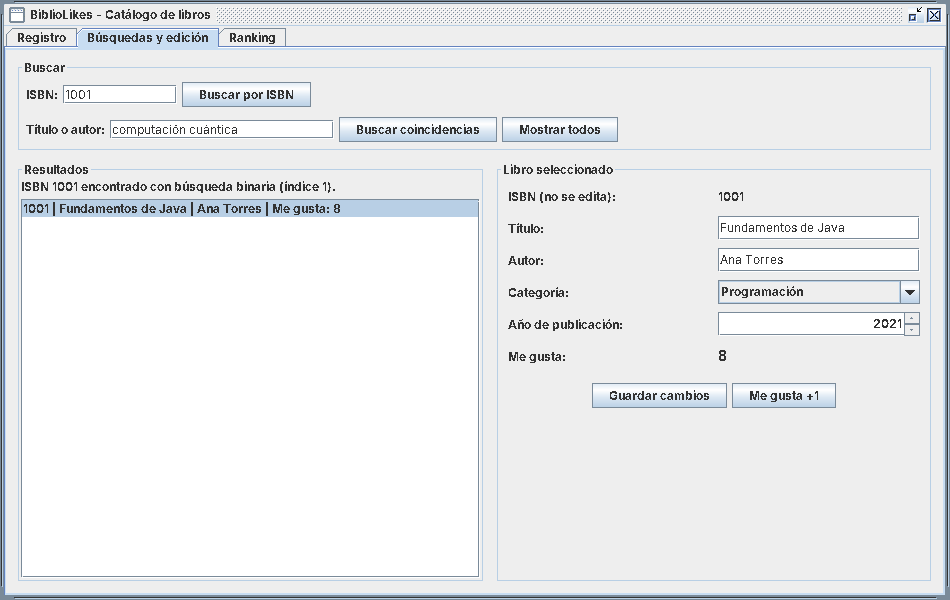 BiblioLikes - Catálogo de libros
Registro Búsquedas y edición Ranking
Buscar
ISBN: 1001 Buscar por ISBN
Título o autor: computación cuántica Buscar coincidencias Mostrar todos
Resultados
ISBN 1001 encontrado con búsqueda binaria (índice 1).
1001 | Fundamentos de Java | Ana Torres | Me gusta: 8
Libro seleccionado
ISBN (no se edita): 1001
Título: Fundamentos de Java
Autor: Ana Torres
Categoría: Programación
Año de publicación: 2021
Me gusta: 8
Guardar cambios Me gusta +1